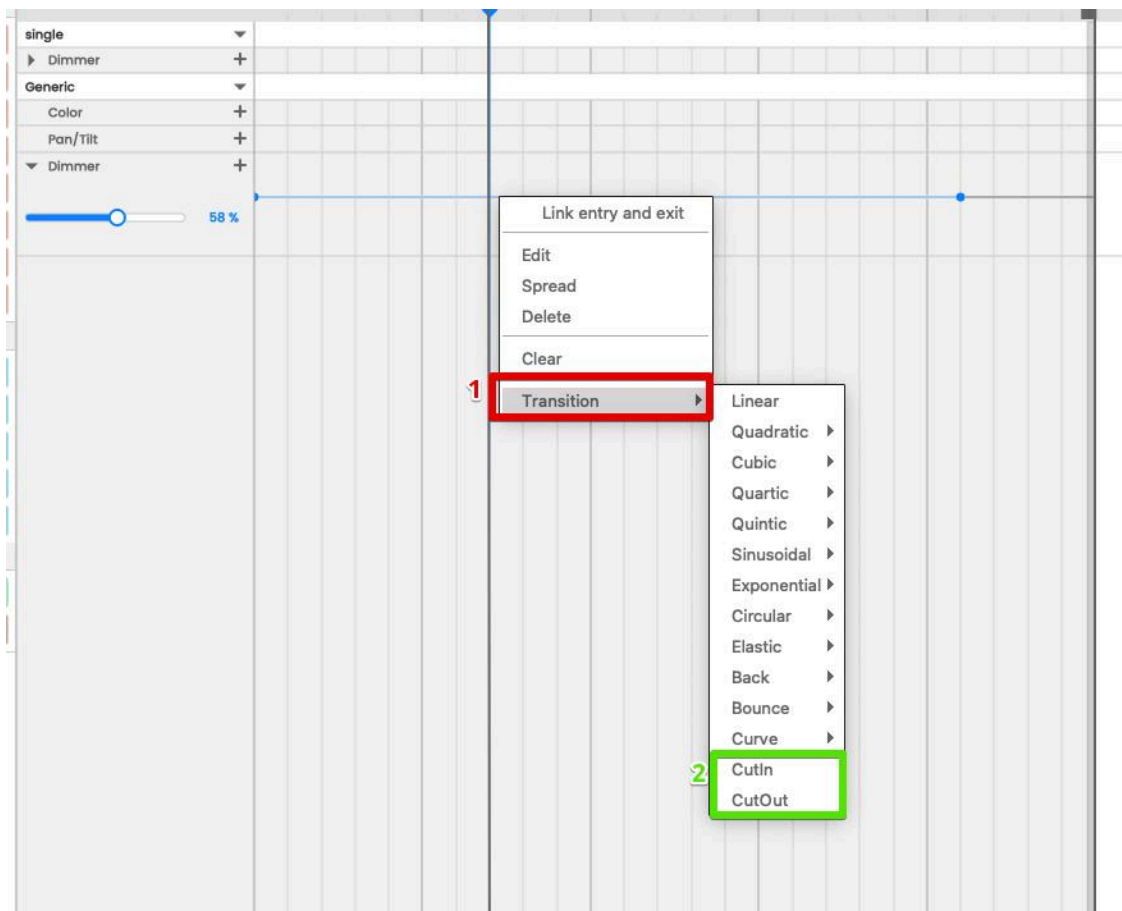 single
Dimmer
Generic
Color
Pan/Tilt
Dimmer
58 %
Link entry and exit
Edit
Spread
Delete
Clear
1
Transition
Linear
Quadratic
Cubic
Quartic
Quintic
Sinusoidal
Exponential
Circular
Elastic
Back
Bounce
Curve
2
CutIn
CutOut